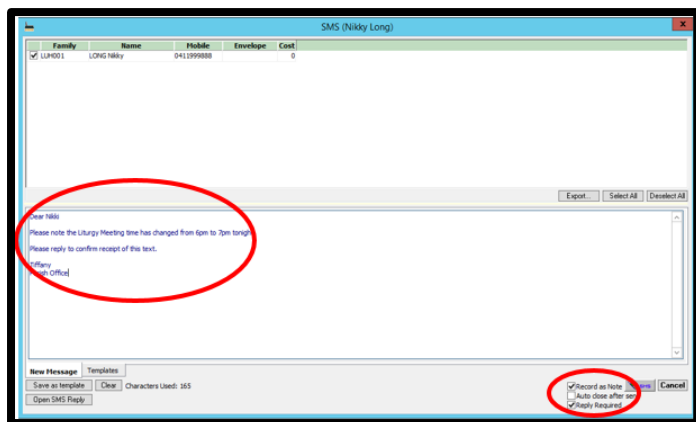 SMS (Nikky Long)
x
Family Name Mobile Envelope Cost
LUH001 LONG Nikky 0411999888 0
Export... Select All Deselect All
Dear Nikki
Please note the Liturgy Meeting time has changed from 6pm to 7pm tonight
Please reply to confirm receipt of this text.
Tiffany
Parish Office
New Message Templates
Save as template Clear Characters Used: 165
Record as Note Cancel
Auto close after send
Open SMS Reply
Reply Required